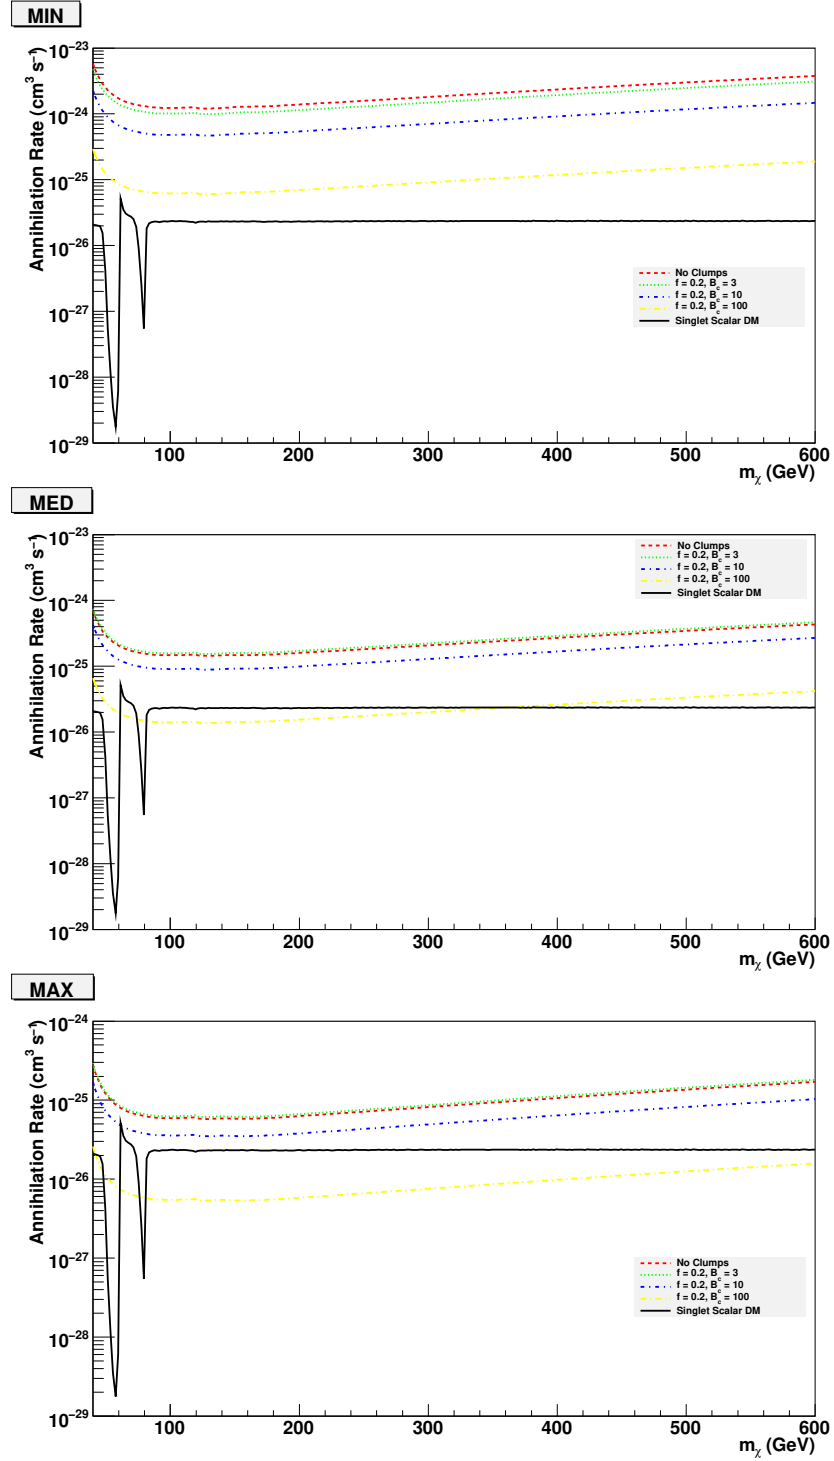 MIN
Annihilation Rate (cm³ s⁻¹)
10⁻²³
10⁻²⁴
10⁻²⁵
10⁻²⁶
10⁻²⁷
10⁻²⁸
10⁻²⁹
No Clumps
f = 0.2, B_c = 3
f = 0.2, B_c = 10
f = 0.2, B_c = 100
Singlet Scalar DM
100 200 300 400 500 600
m_χ (GeV)
MED
Annihilation Rate (cm³ s⁻¹)
10⁻²³
10⁻²⁴
10⁻²⁵
10⁻²⁶
10⁻²⁷
10⁻²⁸
10⁻²⁹
No Clumps
f = 0.2, B_c = 3
f = 0.2, B_c = 10
f = 0.2, B_c = 100
Singlet Scalar DM
100 200 300 400 500 600
m_χ (GeV)
MAX
Annihilation Rate (cm³ s⁻¹)
10⁻²⁴
10⁻²⁵
10⁻²⁶
10⁻²⁷
10⁻²⁸
10⁻²⁹
No Clumps
f = 0.2, B_c = 3
f = 0.2, B_c = 10
f = 0.2, B_c = 100
Singlet Scalar DM
100 200 300 400 500 600
m_χ (GeV)